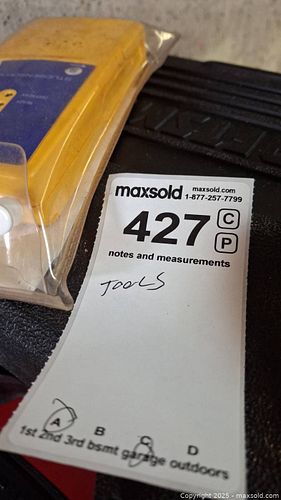 maxsold maxsold.com
1-877-257-7799
427 C
P
notes and measurements
TOOLS
A B C D
1st 2nd 3rd bsmt garage outdoors
Copyright 2025 - maxsold.com